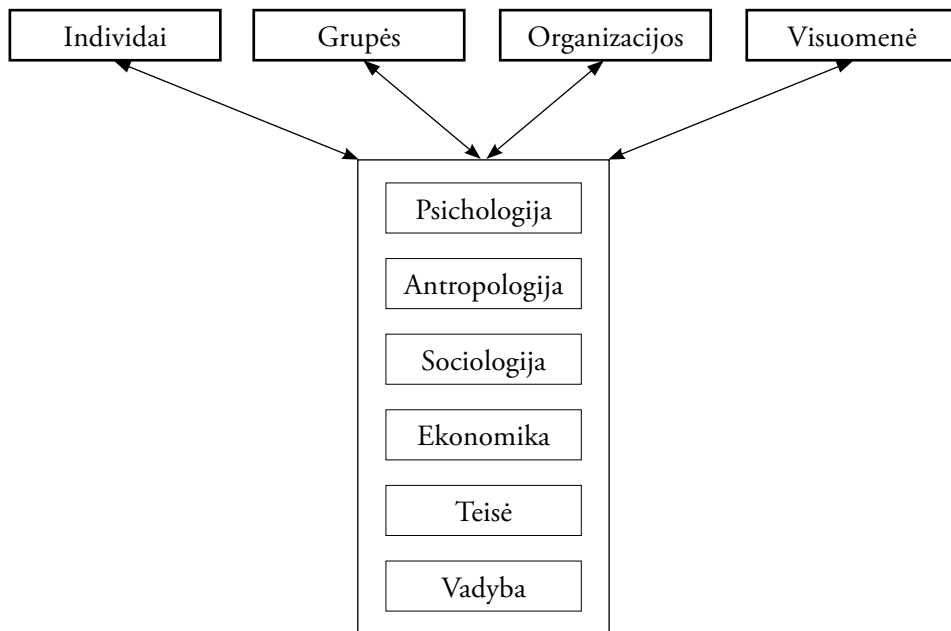 Individai
Grupės
Organizacijos
Visuomenė
Psichologija
Antropologija
Sociologija
Ekonomika
Teisė
Vadyba